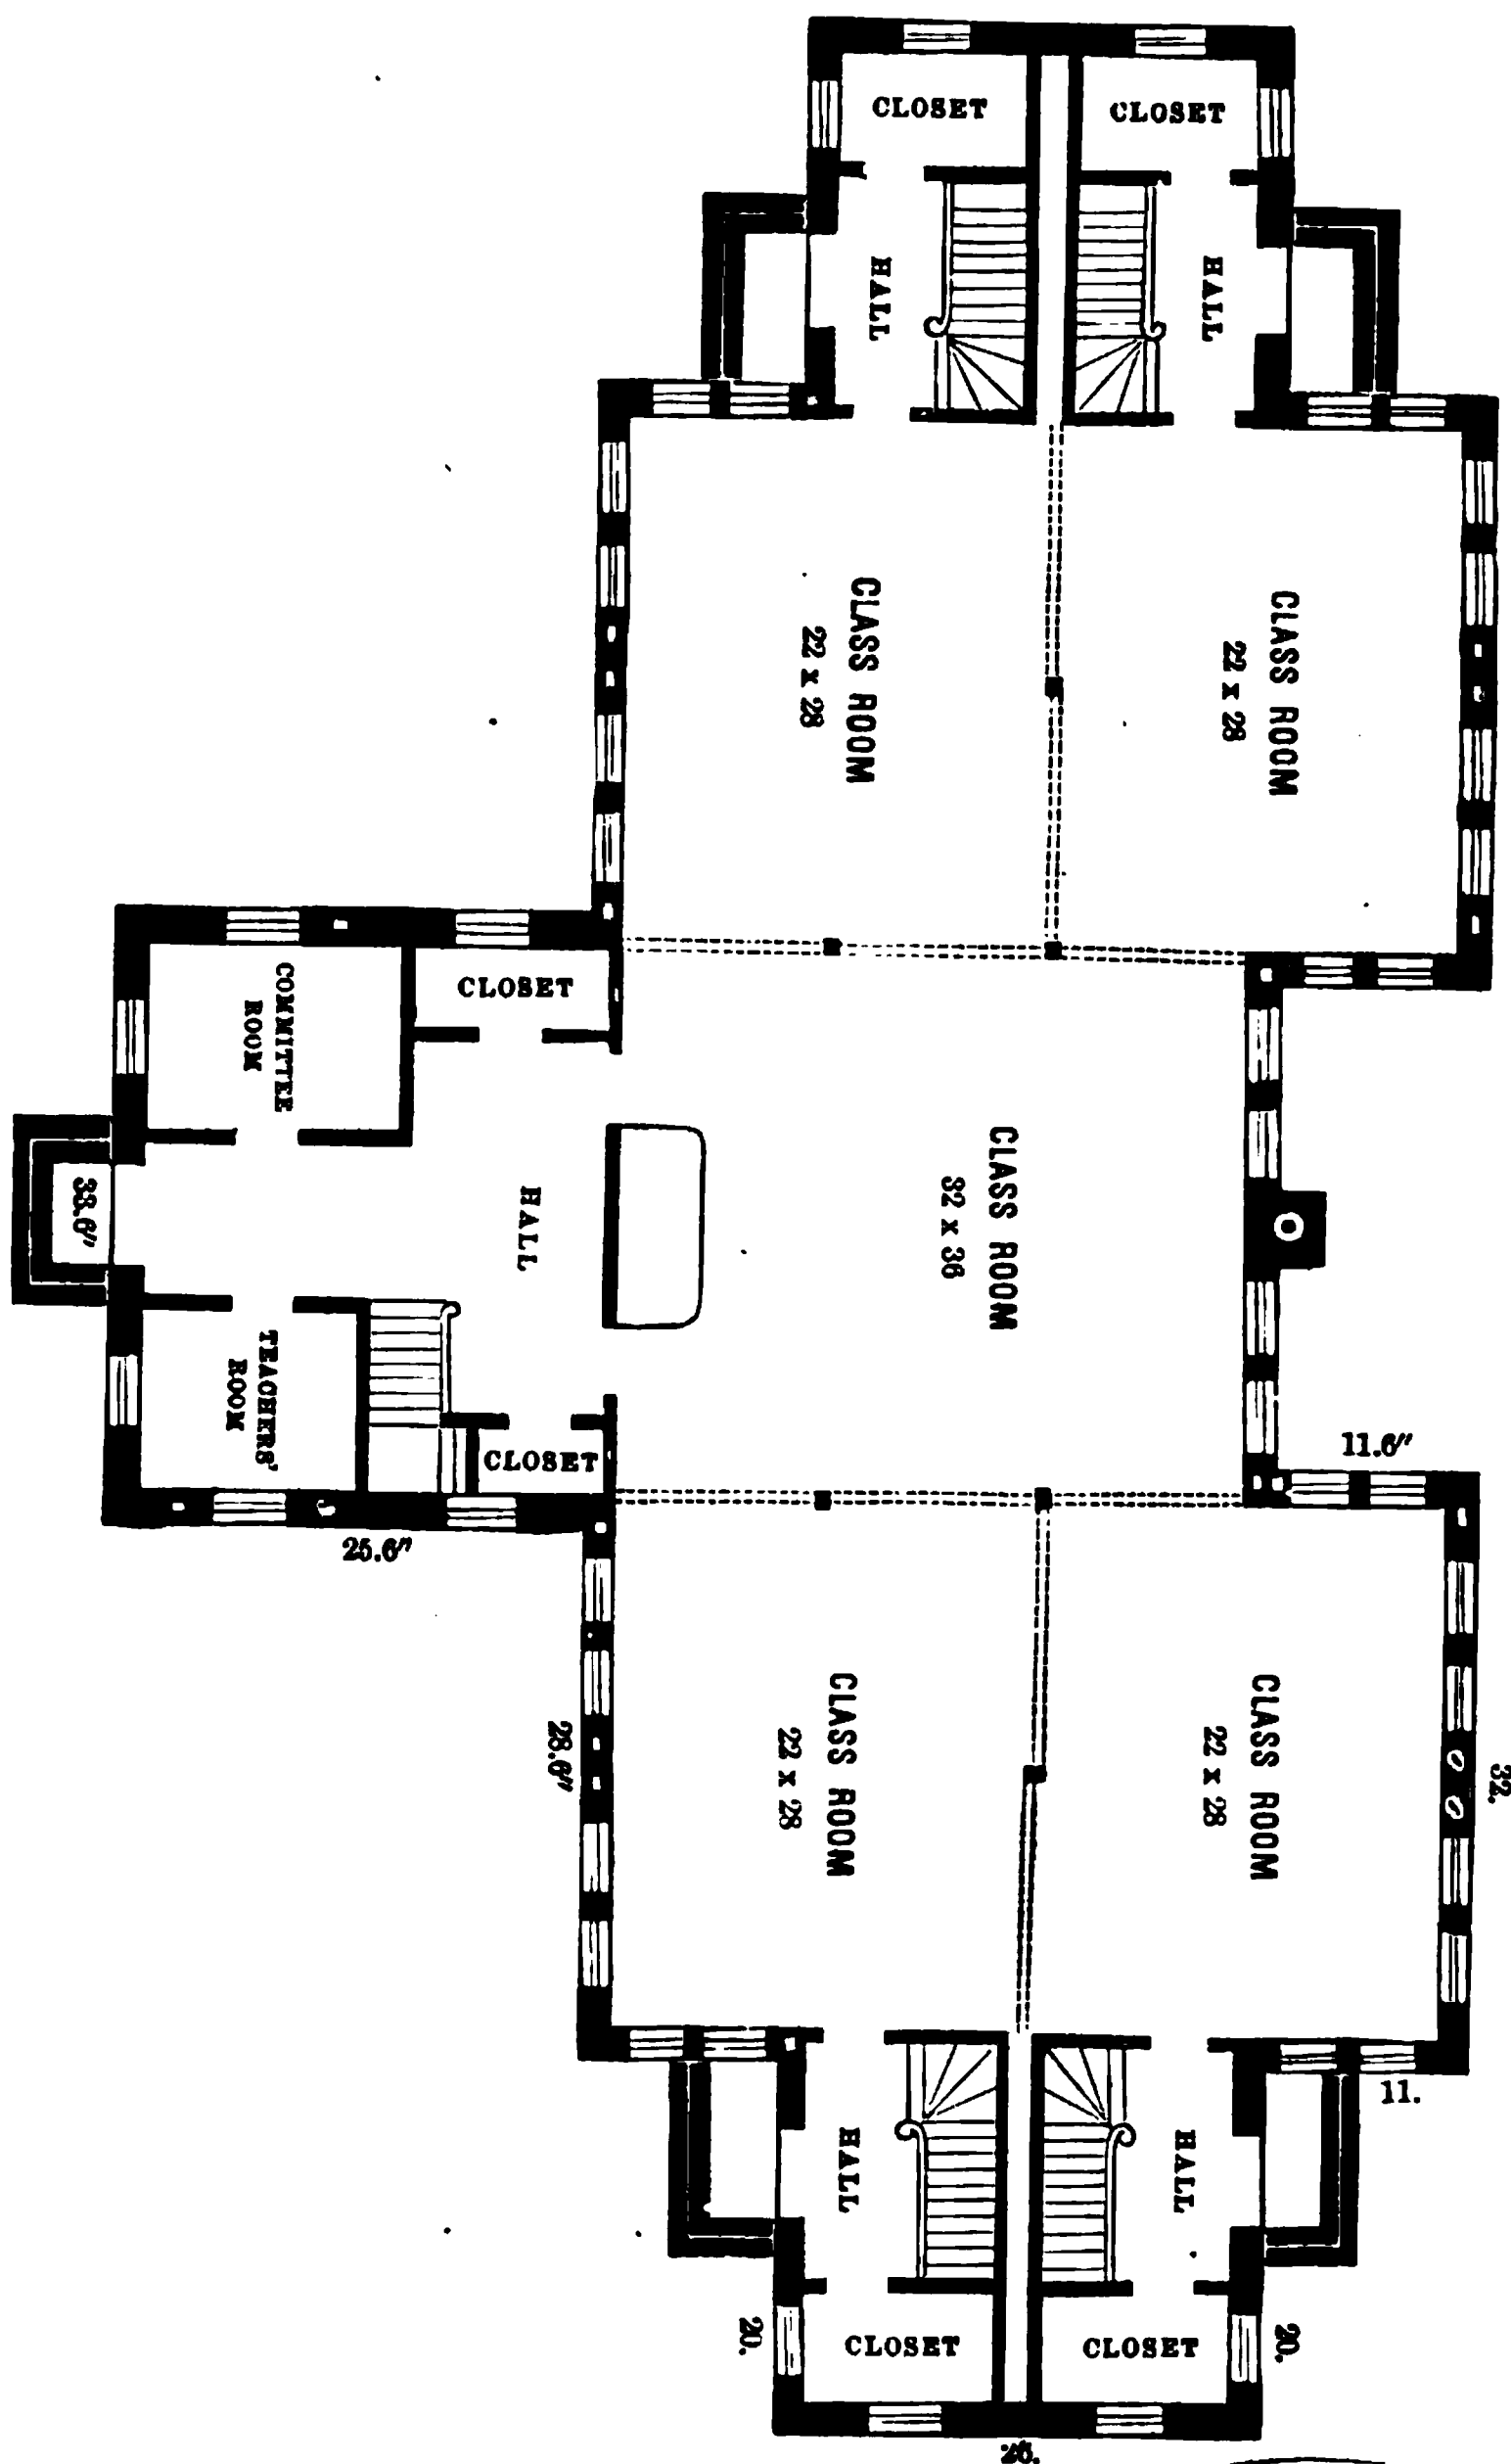 CLOSET
CLOSET
HALL
HALL
CLASS ROOM
22 x 28
CLASS ROOM
22 x 28
COMMITTEE
ROOM
CLOSET
CLASS ROOM
32 x 36
33.6"
HALL
TEACHERS'
ROOM
CLOSET
11.6"
25.6"
CLASS ROOM
22 x 28
CLASS ROOM
22 x 28
28.6"
32.
11.
HALL
HALL
20.
CLOSET
CLOSET
20.